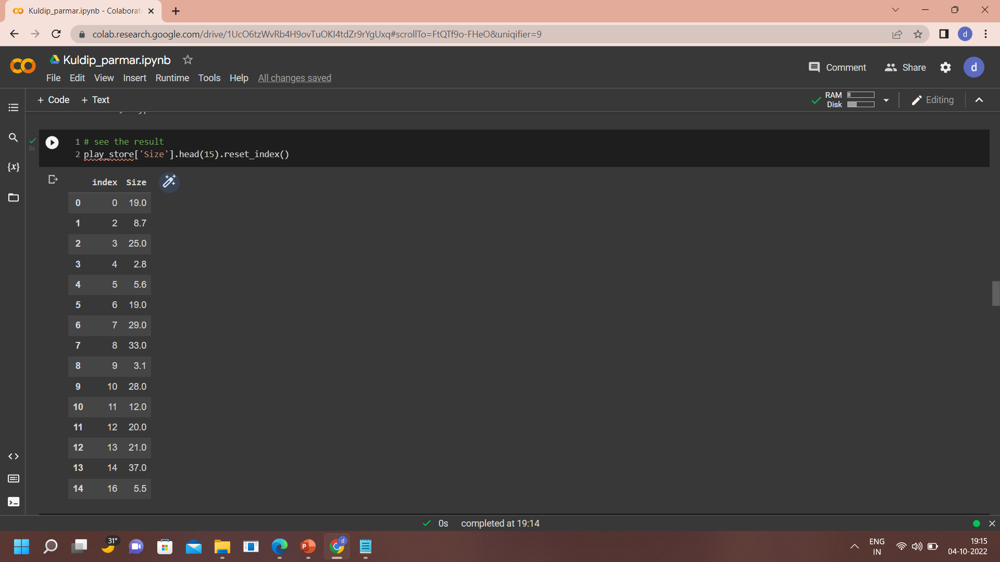 Kuldip_parmar.ipynb - Colaborat
colab.research.google.com/drive/1UcO6tzWvRb4H9ovTuOKI4tdZr9rYgUxq#scrollTo=FtQTf9o-FHeO&uniqifier=9
d
Kuldip_parmar.ipynb
Comment Share d
File Edit View Insert Runtime Tools Help All changes saved
+ Code + Text
RAM
Disk
Editing
{x}
0s
1 # see the result
2 play_store['Size'].head(15).reset_index()
index Size
0 0 19.0
1 2 8.7
2 3 25.0
3 4 2.8
4 5 5.6
5 6 19.0
6 7 29.0
7 8 33.0
8 9 3.1
9 10 28.0
10 11 12.0
11 12 20.0
12 13 21.0
13 14 37.0
14 16 5.5
0s completed at 19:14
31°
P
d
ENG
IN
19:15
04-10-2022